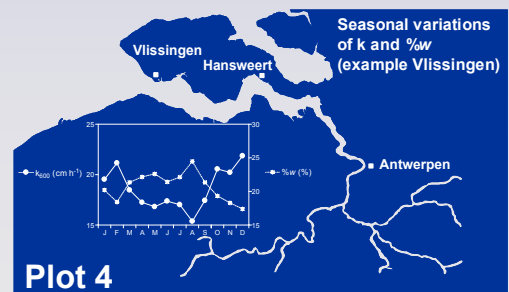 Seasonal variations
of k and %w
(example Vlissingen)
Vlissingen
Hansweert
Antwerpen
25
20
15
30
25
20
15
k600 (cm h-1)
%w (%)
J F M A M J J A S O N D
Plot 4